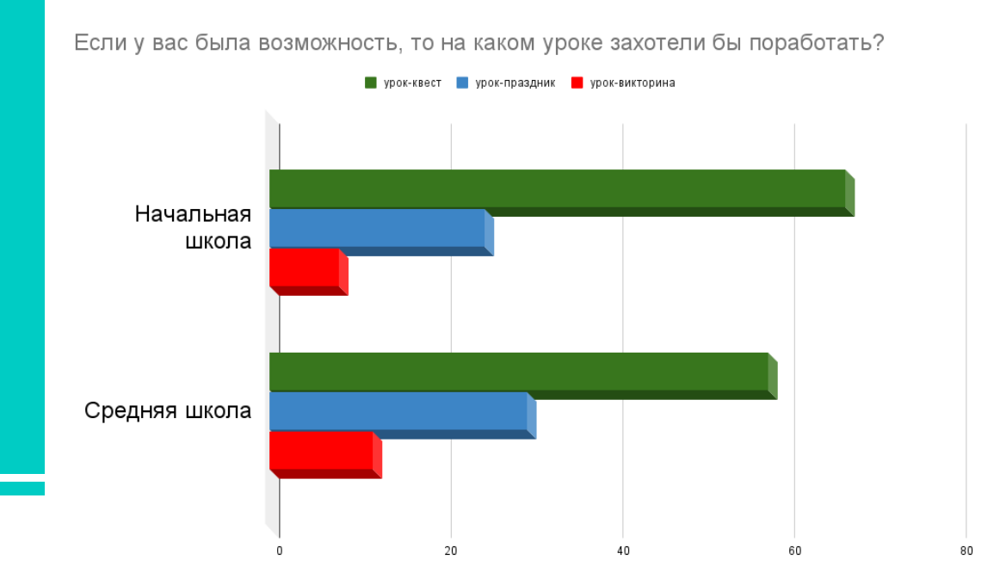 Если у вас была возможность, то на каком уроке захотели бы поработать?
урок-квест урок-праздник урок-викторина
Начальная
школа
Средняя школа
0 20 40 60 80